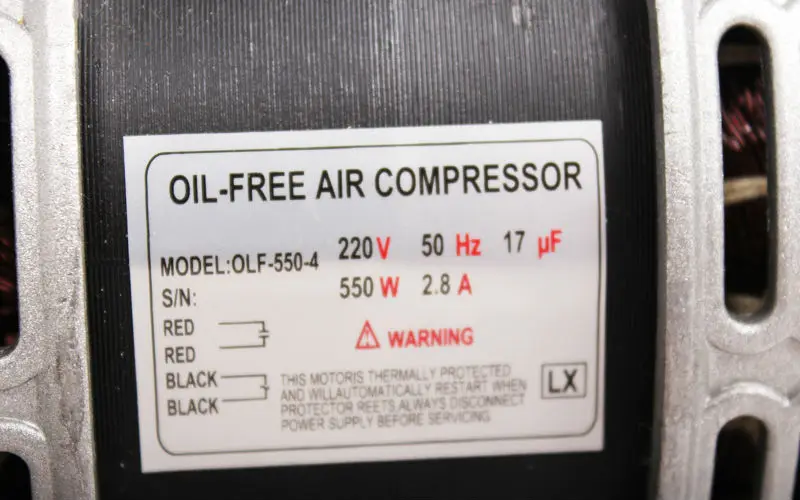 OIL-FREE AIR COMPRESSOR
MODEL:OLF-550-4 220V 50 Hz 17 µF
S/N: 550 W 2.8 A
RED
RED
WARNING
BLACK
BLACK
THIS MOTORIS THERMALLY PROTECTED
AND WILLAUTOMATICALLY RESTART WHEN
PROTECTOR REETS.ALWAYS DISCONNECT
POWER SUPPLY BEFORE SERVICING.
LX